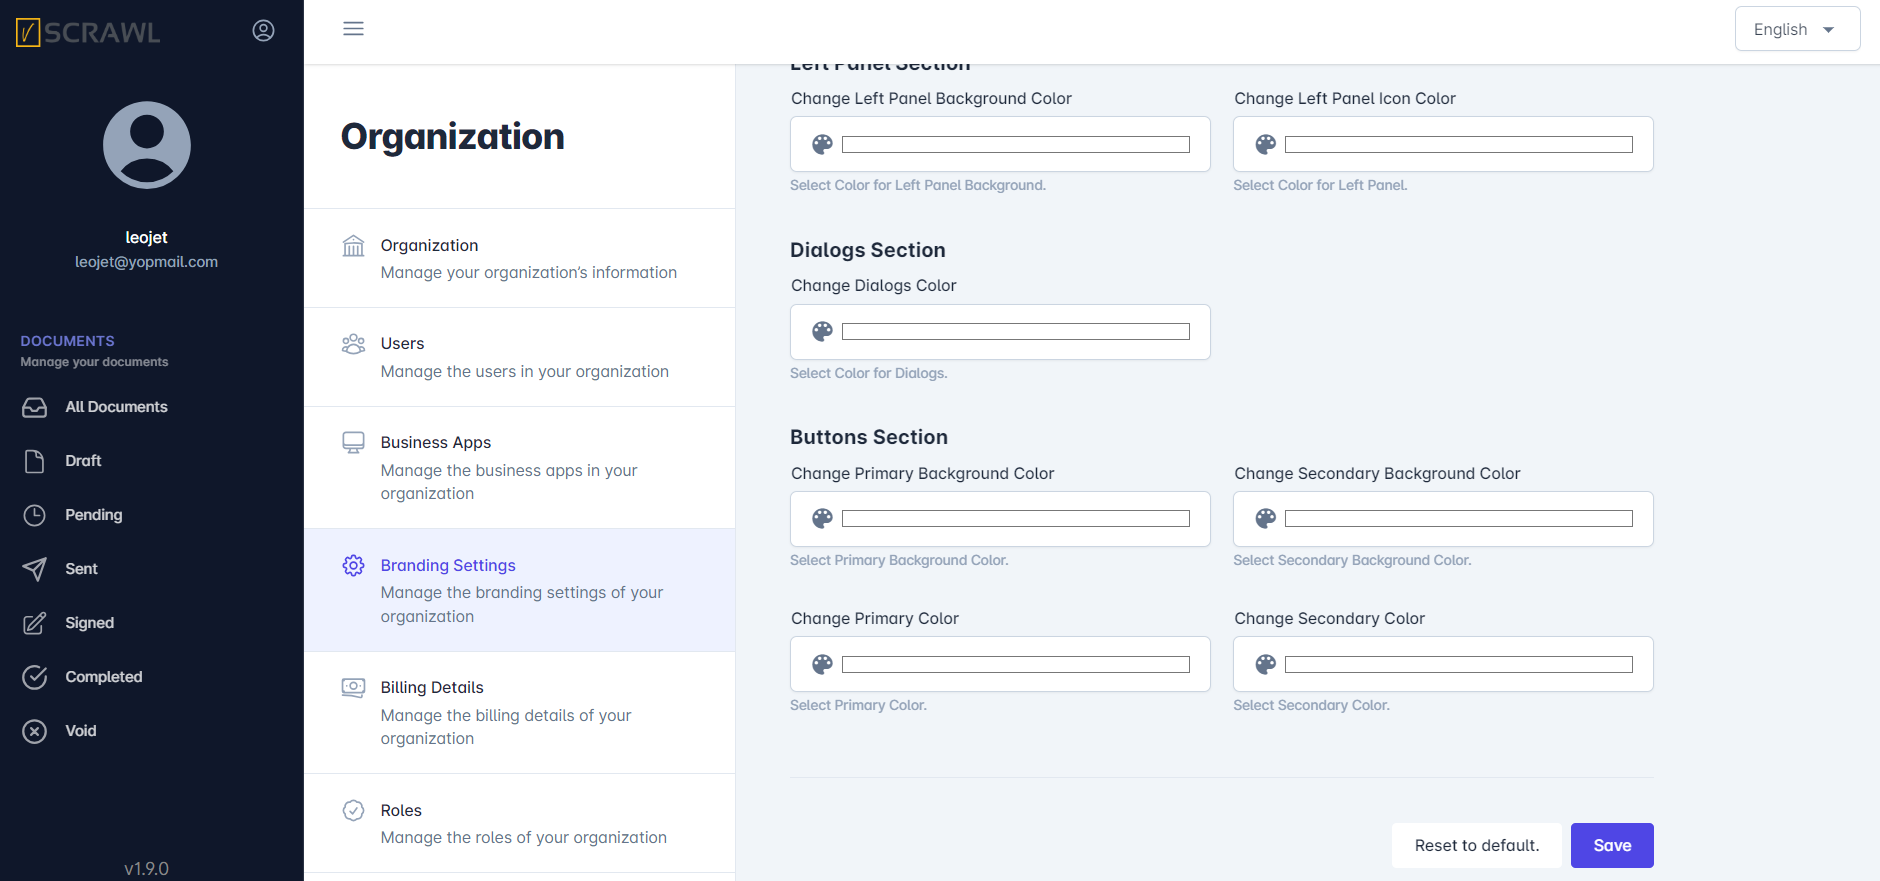 SCRAWL
leojet
leojet@yopmail.com
DOCUMENTS
Manage your documents
All Documents
Draft
Pending
Sent
Signed
Completed
Void
v1.9.0
English
Organization
Organization
Manage your organization's information
Users
Manage the users in your organization
Business Apps
Manage the business apps in your
organization
Branding Settings
Manage the branding settings of your
organization
Billing Details
Manage the billing details of your
organization
Roles
Manage the roles of your organization
Left Panel Section
Change Left Panel Background Color
Change Left Panel Icon Color
Select Color for Left Panel Background.
Select Color for Left Panel.
Dialogs Section
Change Dialogs Color
Select Color for Dialogs.
Buttons Section
Change Primary Background Color
Change Secondary Background Color
Select Primary Background Color.
Select Secondary Background Color.
Change Primary Color
Change Secondary Color
Select Primary Color.
Select Secondary Color.
Reset to default.
Save